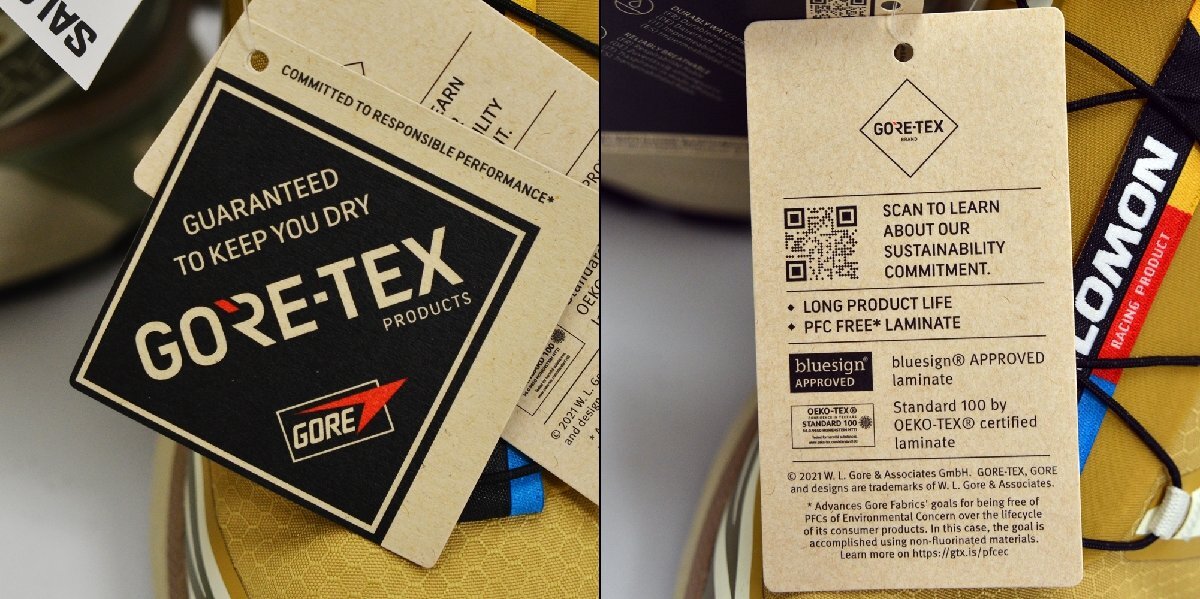 COMMITTED TO RESPONSIBLE PERFORMANCE*
GUARANTEED
TO KEEP YOU DRY
GORE-TEX
PRODUCTS
GORE
GORE-TEX
BRAND
SCAN TO LEARN
ABOUT OUR
SUSTAINABILITY
COMMITMENT.
LONG PRODUCT LIFE
PFC FREE* LAMINATE
bluesign®
APPROVED
bluesign® APPROVED
laminate
OEKO-TEX®
STANDARD 100
Standard 100 by
OEKO-TEX® certified
laminate
© 2021 W. L. Gore & Associates GmbH. GORE-TEX, GORE
and designs are trademarks of W. L. Gore & Associates.
* Advances Gore Fabrics' goals for being free of
PFCs of Environmental Concern over the lifecycle
of its consumer products. In this case, the goal is
accomplished using non-fluorinated materials.
Learn more on https://gtx.is/pfcec
LOMON
RACING PRODUCT